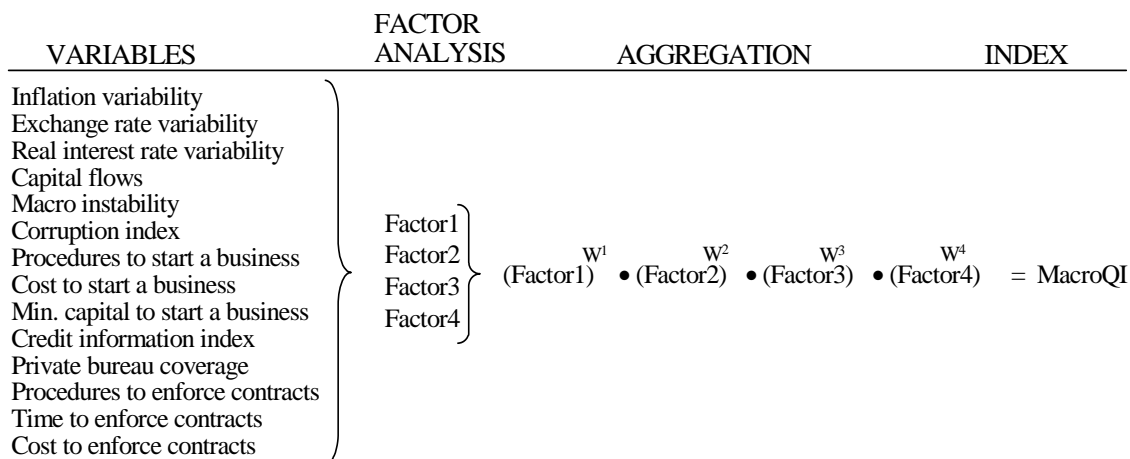 FACTOR
VARIABLES ANALYSIS AGGREGATION INDEX
Inflation variability
Exchange rate variability
Real interest rate variability
Capital flows
Macro instability
Corruption index
Procedures to start a business
Cost to start a business
Min. capital to start a business
Credit information index
Private bureau coverage
Procedures to enforce contracts
Time to enforce contracts
Cost to enforce contracts
Factor1
Factor2
Factor3
Factor4
(Factor1)^W1 • (Factor2)^W2 • (Factor3)^W3 • (Factor4)^W4 = MacroQI